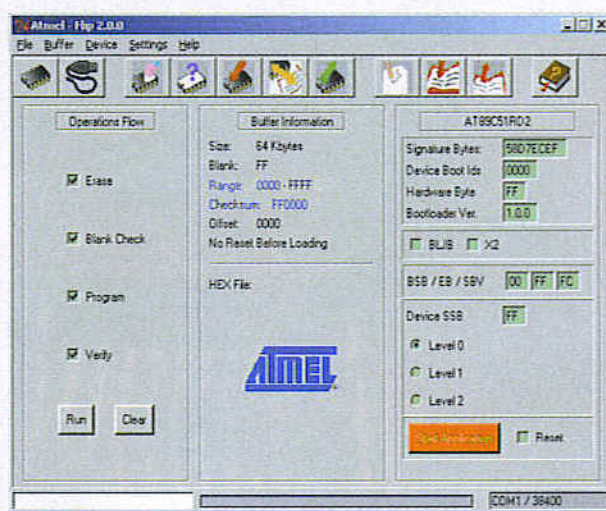 Atmel - Flip 2.0.0
File Buffer Device Settings Help
Operations Flow
Erase
Blank Check
Program
Verify
Run Clear
Buffer Information
Size: 64 Kbytes
Blank: FF
Range: 0000 - FFFF
Checksum: FF0000
Offset: 0000
No Reset Before Loading
HEX File:
ATMEL
AT89C51RD2
Signature Bytes: 58D7ECEF
Device Boot Ids 0000
Hardware Byte FF
Bootloader Ver. 1.0.0
BLJB X2
BSB / EB / SBV 00 FF FC
Device SSB FF
Level 0
Level 1
Level 2
Start Application Reset
COM1 / 38400